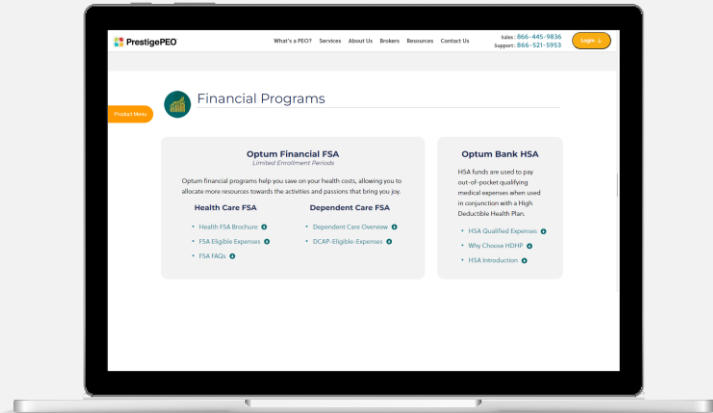 PrestigePEO
What's a PEO? Services About Us Brokers Resources Contact Us
Sales: 866-445-9836
Support: 866-521-5953
Login
Product Menu
Financial Programs
Optum Financial FSA
Limited Enrollment Periods
Optum financial programs help you save on your health costs, allowing you to
allocate more resources towards the activities and passions that bring you joy.
Health Care FSA
• Health FSA Brochure
• FSA Eligible Expenses
• FSA FAQs
Dependent Care FSA
• Dependent Care Overview
• DCAP-Eligible-Expenses
Optum Bank HSA
HSA funds are used to pay
out-of-pocket qualifying
medical expenses when used
in conjunction with a High
Deductible Health Plan.
• HSA Qualified Expenses
• Why Choose HDHP
• HSA Introduction